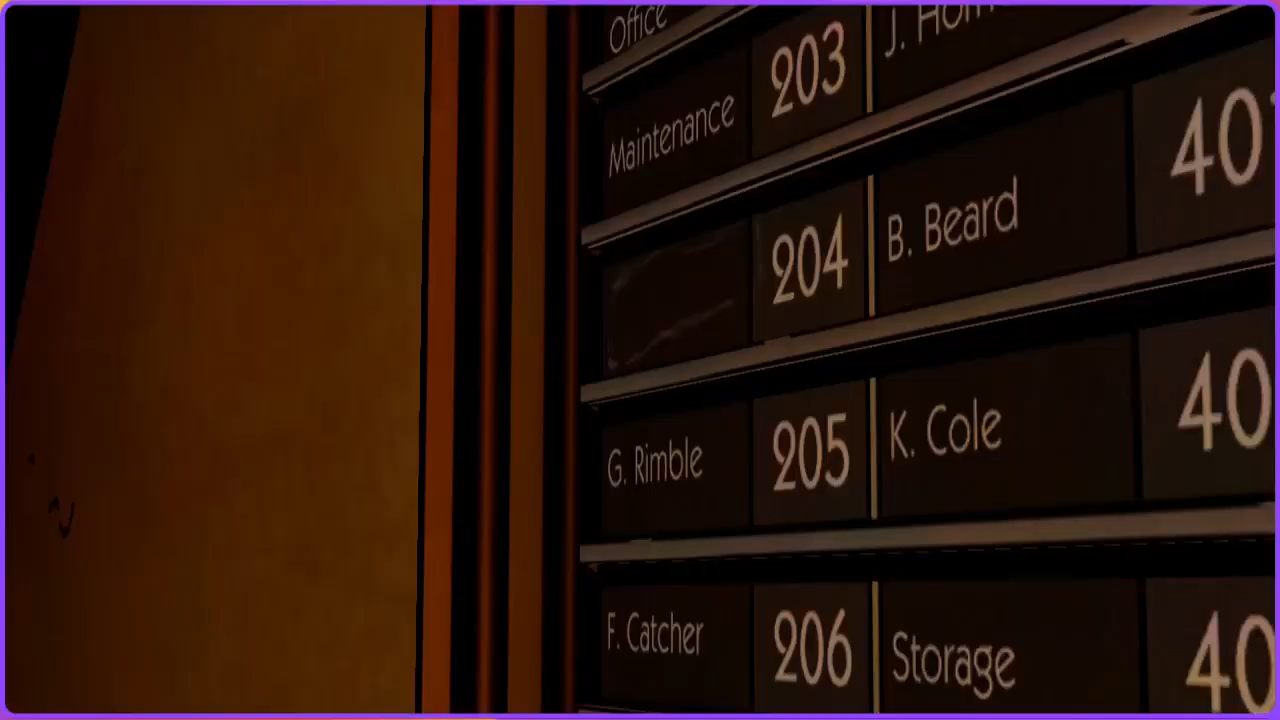 Office
Maintenance 203 J.
204 B. Beard
G. Rimble 205 K. Cole
F. Catcher 206 Storage